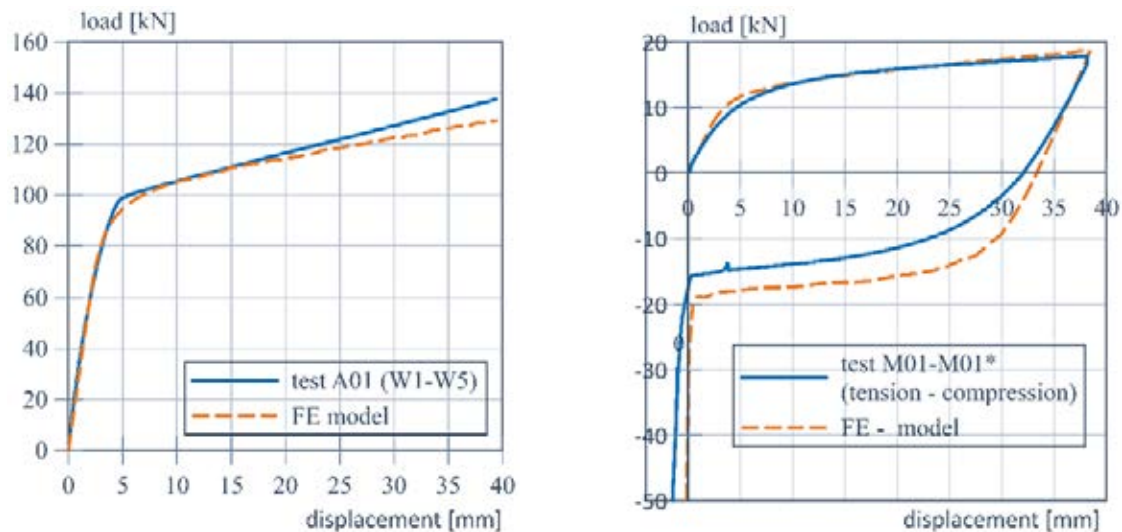 load [kN]
160
140
120
100
80
60
40
20
0
0 5 10 15 20 25 30 35 40
displacement [mm]
test A01 (W1-W5)
FE model
load [kN]
20
10
0
-10
-20
-30
-40
-50
0 5 10 15 20 25 30 35 40
0
test M01-M01*
(tension - compression)
FE - model
displacement [mm]